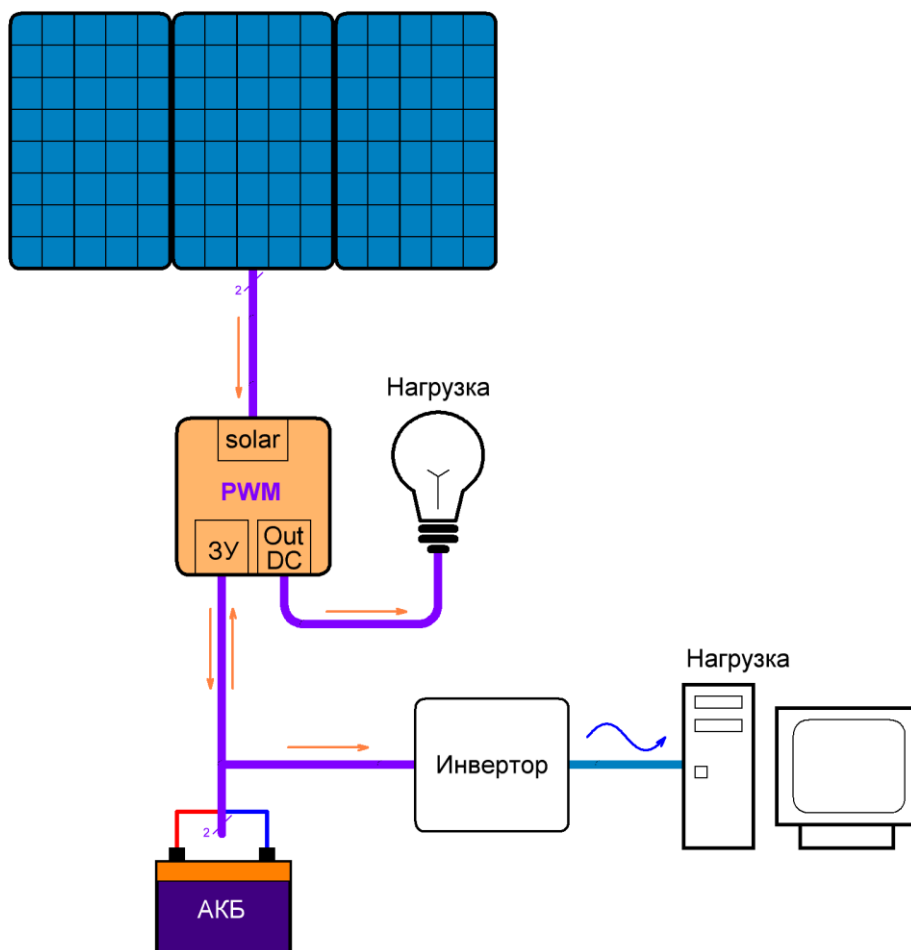 2
Нагрузка
solar
PWM
ЗУ
Out
DC
Нагрузка
Инвертор
2
АКБ